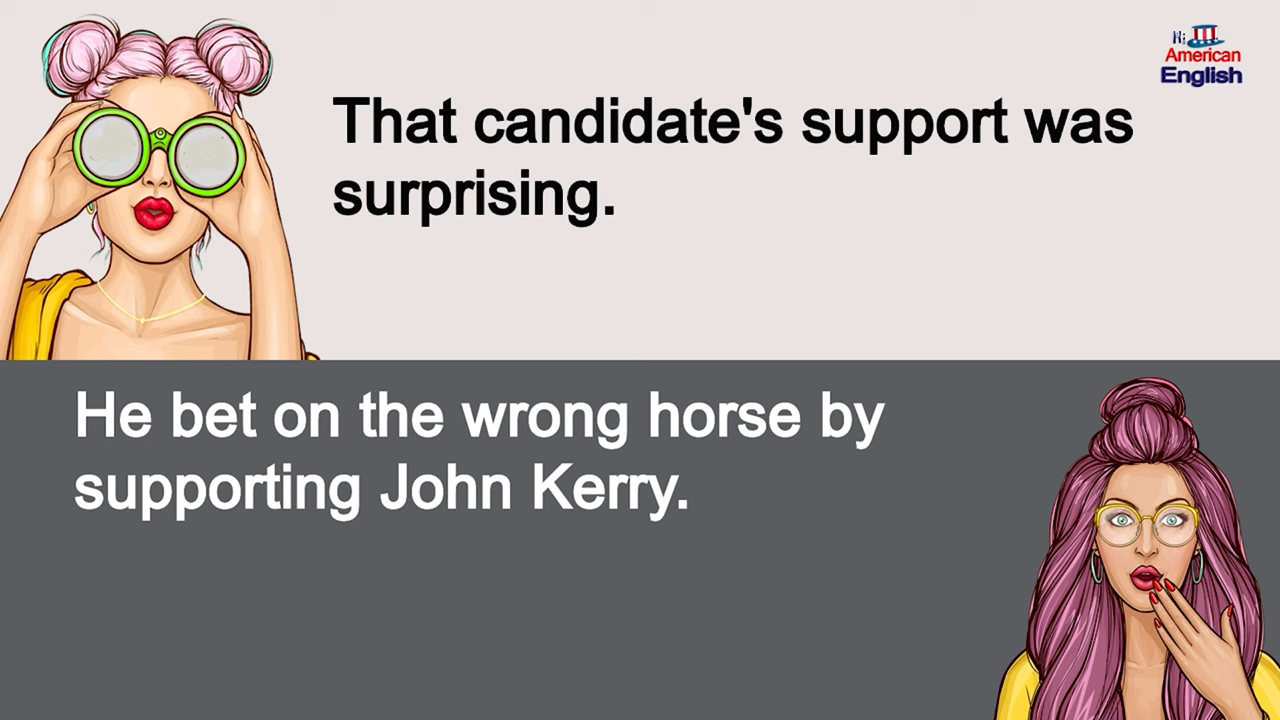 Hi
American
English
That candidate's support was
surprising.
He bet on the wrong horse by
supporting John Kerry.